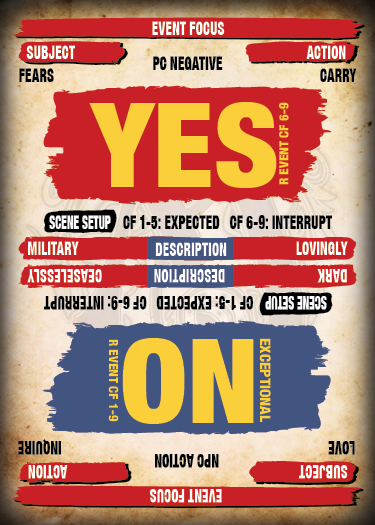 EVENT FOCUS
SUBJECT ACTION
FEARS PC NEGATIVE CARRY
YES R EVENT CF 6-9
SCENE SETUP CF 1-5: EXPECTED CF 6-9: INTERRUPT
MILITARY DESCRIPTION LOVINGLY
EVENT FOCUS
SUBJECT ACTION
LOVE NPC ACTION INQUIRE
EXCEPTIONAL NO R EVENT CF 1-9
SCENE SETUP CF 1-5: EXPECTED CF 6-9: INTERRUPT
DARK DESCRIPTION CEASELESSLY